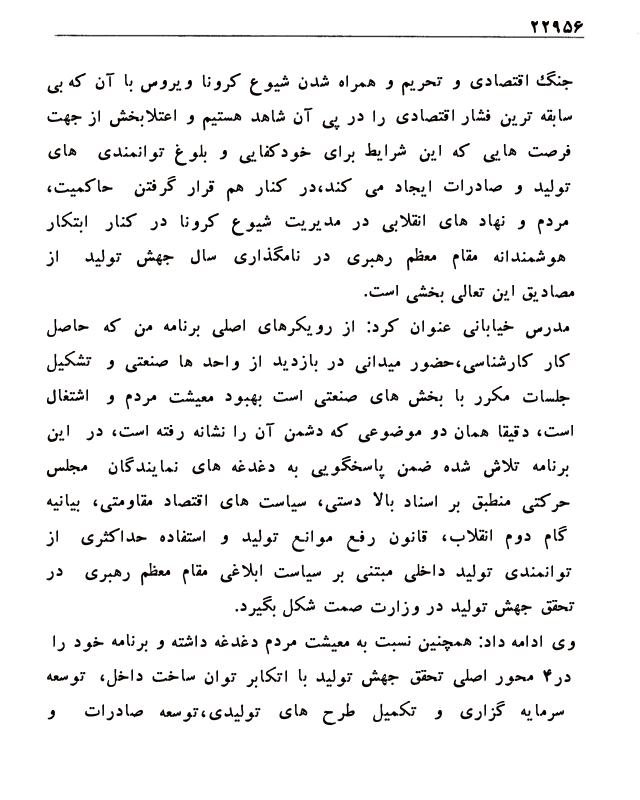 ۲۲۹۵۶
جنگ اقتصادی و تحریم و همراه شدن شیوع کرونا ویروس با آن که بی
سابقه ترین فشار اقتصادی را در پی آن شاهد هستیم و اعتلابخش از جهت
فرصت هایی که این شرایط برای خودکفایی و بلوغ توانمندی های
تولید و صادرات ایجاد می کند،در کنار هم قرار گرفتن حاکمیت،
مردم و نهاد های انقلابی در مدیریت شیوع کرونا در کنار ابتکار
هوشمندانه مقام معظم رهبری در نامگذاری سال جهش تولید از
مصادیق این تعالی بخشی است.
مدرس خیابانی عنوان کرد: از رویکرهای اصلی برنامه من که حاصل
کار کارشناسی،حضور میدانی در بازدید از واحد ها صنعتی و تشکیل
جلسات مکرر با بخش های صنعتی است بهبود معیشت مردم و اشتغال
است، دقیقا همان دو موضوعی که دشمن آن را نشانه رفته است، در این
برنامه تلاش شده ضمن پاسخگویی به دغدغه های نمایندگان مجلس
حرکتی منطبق بر اسناد بالا دستی، سیاست های اقتصاد مقاومتی، بیانیه
گام دوم انقلاب، قانون رفع موانع تولید و استفاده حداکثری از
توانمندی تولید داخلی مبتنی بر سیاست ابلاغی مقام معظم رهبری در
تحقق جهش تولید در وزارت صمت شکل بگیرد.
وی ادامه داد: همچنین نسبت به معیشت مردم دغدغه داشته و برنامه خود را
در۴ محور اصلی تحقق جهش تولید با اتکابر توان ساخت داخل، توسعه
سرمایه گزاری و تکمیل طرح های تولیدی،توسعه صادرات و